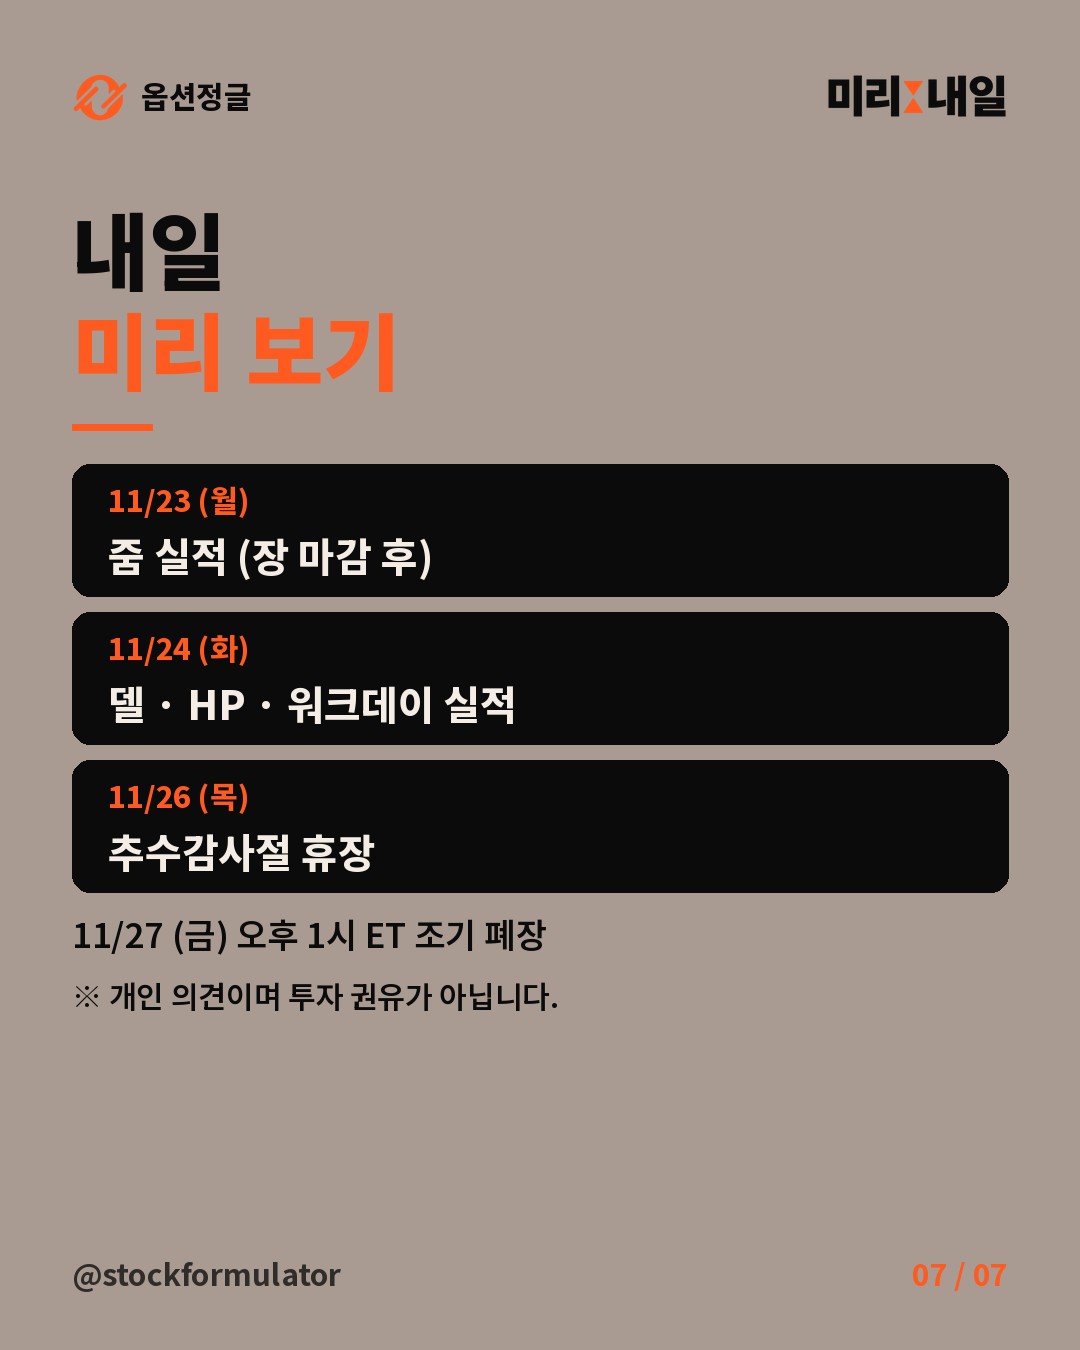 옵션정글
미리 내일
내일
미리 보기
11/23 (월)
줌 실적 (장 마감 후)
11/24 (화)
델 · HP · 워크데이 실적
11/26 (목)
추수감사절 휴장
11/27 (금) 오후 1시 ET 조기 폐장
※ 개인 의견이며 투자 권유가 아닙니다.
@stockformulator
07 / 07